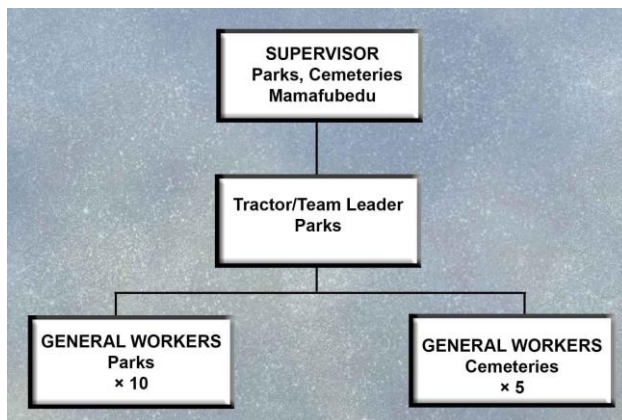 SUPERVISOR
Parks, Cemeteries
Mamafubedu
Tractor/Team Leader
Parks
GENERAL WORKERS
Parks
× 10
GENERAL WORKERS
Cemeteries
× 5